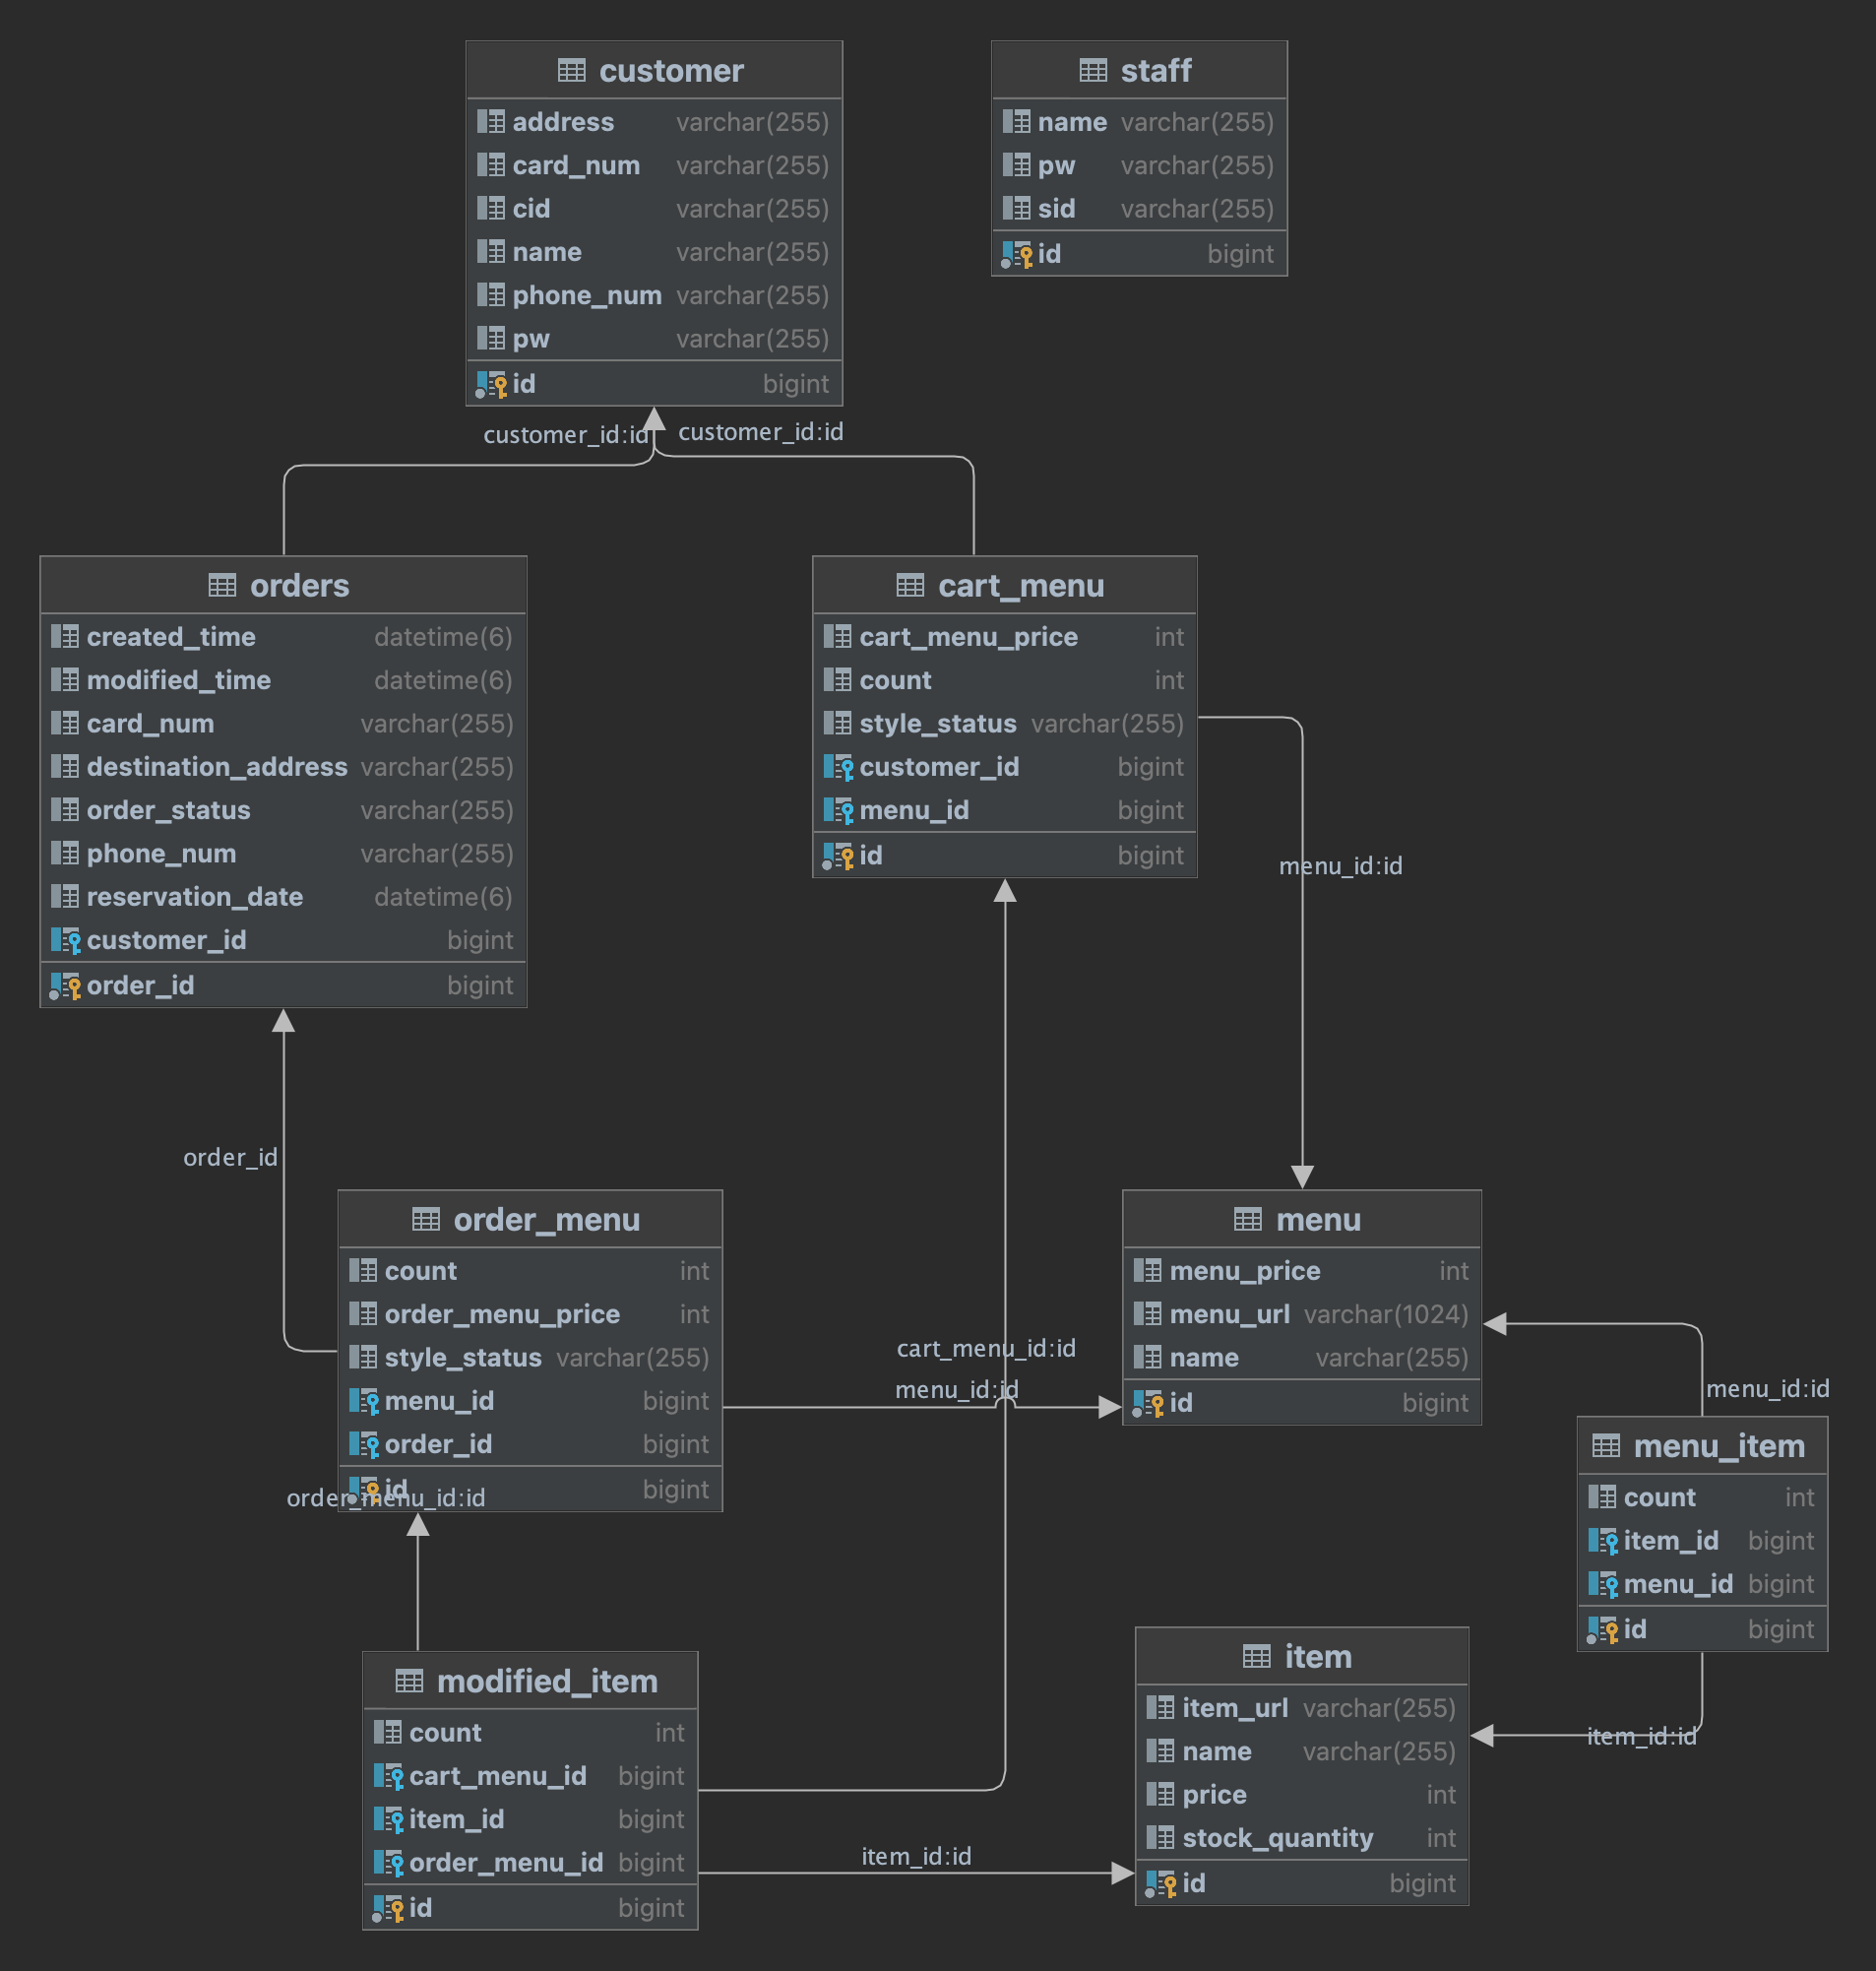 customer
address varchar(255)
card_num varchar(255)
cid varchar(255)
name varchar(255)
phone_num varchar(255)
pw varchar(255)
id bigint
staff
name varchar(255)
pw varchar(255)
sid varchar(255)
id bigint
customer_id:id
customer_id:id
orders
created_time datetime(6)
modified_time datetime(6)
card_num varchar(255)
destination_address varchar(255)
order_status varchar(255)
phone_num varchar(255)
reservation_date datetime(6)
customer_id bigint
order_id bigint
cart_menu
cart_menu_price int
count int
style_status varchar(255)
customer_id bigint
menu_id bigint
id bigint
menu_id:id
order_id
order_menu
count int
order_menu_price int
style_status varchar(255)
menu_id bigint
order_id bigint
id bigint
order_menu_id:id
cart_menu_id:id
menu_id:id
menu
menu_price int
menu_url varchar(1024)
name varchar(255)
id bigint
menu_id:id
menu_item
count int
item_id bigint
menu_id bigint
id bigint
item_id:id
modified_item
count int
cart_menu_id bigint
item_id bigint
order_menu_id bigint
id bigint
item_id:id
item
item_url varchar(255)
name varchar(255)
price int
stock_quantity int
id bigint